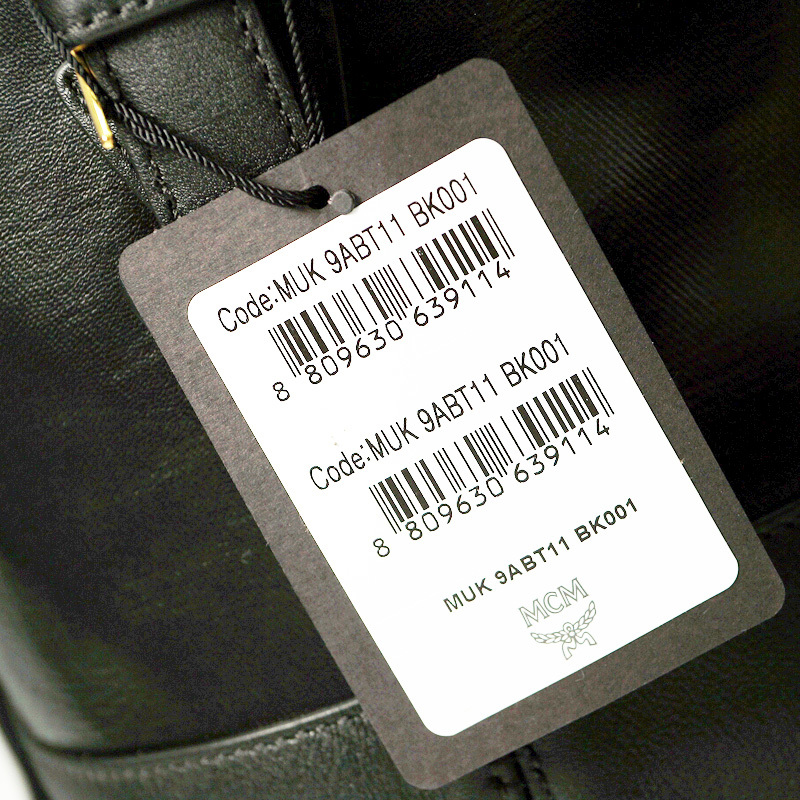 Code:MUK 9ABT11 BK001
8 809630 639114
Code:MUK 9ABT11 BK001
8 809630 639114
MUK 9ABT11 BK001
MCM